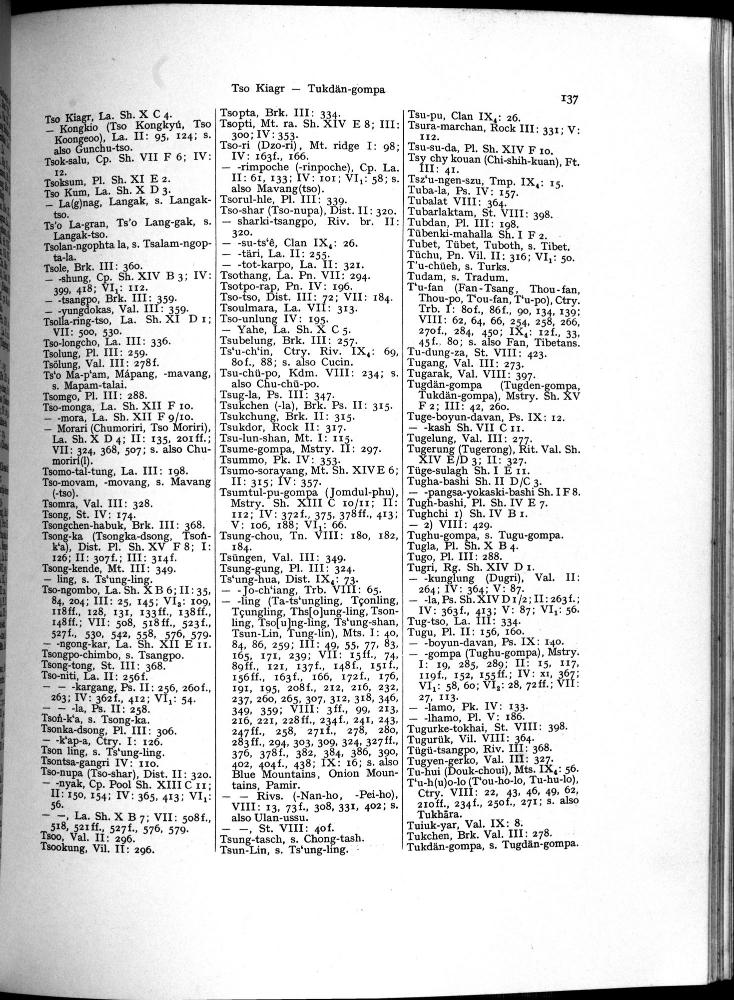 Tso Kiagr — Tukdän-gompa
137
Tso Kiagr, La. Sh. X C 4.
— Kongkio (Tso Kongkyú, Tso
Koongeoo), La. II: 95, 124; s.
also Gunchu-tso.
Tsok-salu, Cp. Sh. VII F 6; IV:
12.
Tsoksum, Pl. Sh. XI E 2.
Tso Kum, La. Sh. X D 3.
— La(g)nag, Langak, s. Langak-
tso.
Ts'o La-gran, Ts'o Lang-gak, s.
Langak-tso.
Tsolan-ngophta la, s. Tsalam-ngop-
ta-la.
Tsole, Brk. III: 360.
— -shung, Cp. Sh. XIV B 3; IV:
399, 418; VI₁: 112.
— -tsangpo, Brk. III: 359.
— -yungdokas, Val. III: 359.
Tsolla-ring-tso, La. Sh. XI D 1;
VII: 500, 530.
Tso-longcho, La. III: 336.
Tsolung, Pl. III: 259.
Tsölung, Val. III: 278f.
Ts'o Ma-p'am, Mápang, -mavang,
s. Mapam-talai.
Tsomgo, Pl. III: 288.
Tso-monga, La. Sh. XII F 10.
— -mora, La. Sh. XII F 9/10.
— Morari (Chumoriri, Tso Moriri),
La. Sh. X D 4; II: 135, 201ff.;
VII: 324, 368, 507; s. also Chu-
moriri(l).
Tsomo-tal-tung, La. III: 198.
Tso-movam, -movang, s. Mavang
(-tso).
Tsomra, Val. III: 328.
Tsong, St. IV: 174.
Tsongchen-habuk, Brk. III: 368.
Tsong-ka (Tsongka-dsong, Tsoń-
k'a), Dist. Pl. Sh. XV F 8; I:
126; II: 307f.; III: 314f.
Tsong-kende, Mt. III: 349.
— ling, s. Ts'ung-ling.
Tso-ngombo, La. Sh. X B 6; II: 35,
84, 204; III: 25, 145; VI₂: 109,
118ff., 128, 131, 133ff., 138ff.,
148ff.; VII: 508, 518ff., 523f.,
527f., 530, 542, 558, 576, 579.
— -ngong-kar, La. Sh. XII E 11.
Tsongpo-chimbo, s. Tsangpo.
Tsong-tong, St. III: 368.
Tso-niti, La. II: 256f.
— — -kargang, Ps. II: 256, 260f.,
263; IV: 362f., 412; VI₁: 54.
— — -la, Ps. II: 258.
Tsoń-k'a, s. Tsong-ka.
Tsonka-dsong, Pl. III: 306.
— -k'ap-a, Ctry. I: 126.
Tson ling, s. Ts'ung-ling.
Tsontsa-gangri IV: 110.
Tso-nupa (Tso-shar), Dist. II: 320.
— -nyak, Cp. Pool Sh. XIII C 11;
II: 150, 154; IV: 365, 413; VI₁:
56.
— —, La. Sh. X B 7; VII: 508f.,
518, 521ff., 527f., 576, 579.
Tsoo, Val. II: 296.
Tsookung, Vil. II: 296.
Tsopta, Brk. III: 334.
Tsopti, Mt. ra. Sh. XIV E 8; III:
300; IV: 353.
Tso-ri (Dzo-ri), Mt. ridge I: 98;
IV: 163f., 166.
— -rimpoche (-rinpoche), Cp. La.
II: 61, 133; IV: 101; VI₁: 58; s.
also Mavang(tso).
Tsorul-hle, Pl. III: 339.
Tso-shar (Tso-nupa), Dist. II: 320.
— sharki-tsangpo, Riv. br. II:
320.
— -su-ts'ê, Clan IX₄: 26.
— -täri, La. II: 255.
— -tot-karpo, La. II: 321.
Tsothang, La. Pn. VII: 294.
Tsotpo-rap, Pn. IV: 196.
Tso-tso, Dist. III: 72; VII: 184.
Tsoulmara, La. VII: 313.
Tso-unlung IV: 195.
— Yahe, La. Sh. X C 5.
Tsubelung, Brk. III: 257.
Ts'u-ch'in, Ctry. Riv. IX₄: 69,
80f., 88; s. also Cucin.
Tsu-chü-po, Kdm. VIII: 234; s.
also Chu-chü-po.
Tsug-la, Ps. III: 347.
Tsukchen (-la), Brk. Ps. II: 315.
Tsukchung, Brk. II: 315.
Tsukdor, Rock II: 317.
Tsu-lun-shan, Mt. I: 115.
Tsume-gompa, Mstry. II: 297.
Tsummo, Pk. IV: 353.
Tsumo-sorayang, Mt. Sh. XIV E 6;
II: 315; IV: 357.
Tsumtul-pu-gompa (Jomdul-phu),
Mstry. Sh. XIII C 10/11; II:
112; IV: 372f., 375, 378ff., 413;
V: 106, 188; VI₁: 66.
Tsung-chou, Tn. VIII: 180, 182,
184.
Tsüngen, Val. III: 349.
Tsung-gung, Pl. III: 324.
Ts'ung-hua, Dist. IX₄: 73.
— -Jo-ch'iang, Trb. VIII: 65.
— -ling (Ta-ts'ungling, Tçonling,
Tçungling, Ths[o]ung-ling, Tson-
ling, Tso[u]ng-ling, Ts'ung-shan,
Tsun-Lin, Tung-lin), Mts. I: 40,
84, 86, 259; III: 49, 55, 77, 83,
165, 171, 239; VII: 15ff., 74,
89ff., 121, 137f., 148f., 151f.,
156ff., 163f., 166, 172f., 176,
191, 195, 208f., 212, 216, 232,
237, 260, 265, 307, 312, 318, 346,
349, 359; VIII: 3ff., 99, 213,
216, 221, 228ff., 234f., 241, 243,
247ff., 258, 271f., 278, 280,
283ff., 294, 303, 309, 324, 327ff.,
376, 378f., 382, 384, 386, 390,
402, 404f., 438; IX: 16; s. also
Blue Mountains, Onion Moun-
tains, Pamir.
— — Rivs. (-Nan-ho, -Pei-ho),
VIII: 13, 73f., 308, 331, 402; s.
also Ulan-ussu.
— —, St. VIII: 40f.
Tsung-tasch, s. Chong-tash.
Tsun-Lin, s. Ts'ung-ling.
Tsu-pu, Clan IX₄: 26.
Tsura-marchan, Rock III: 331; V:
112.
Tsu-su-da, Pl. Sh. XIV F 10.
Tsy chy kouan (Chi-shih-kuan), Ft.
III: 41.
Tsz'u-ngen-szu, Tmp. IX₄: 15.
Tuba-la, Ps. IV: 157.
Tubalat VIII: 364.
Tubarlaktam, St. VIII: 398.
Tubdan, Pl. III: 198.
Tübenki-mahalla Sh. I F 2.
Tubet, Tübet, Tuboth, s. Tibet.
Tüchu, Pn. Vil. II: 316; VI₁: 50.
T'u-chüeh, s. Turks.
Tudam, s. Tradum.
T'u-fan (Fan-Tsang, Thou-fan,
Thou-po, T'ou-fan, T'u-po), Ctry.
Trb. I: 80f., 86f., 90, 134, 139;
VIII: 62, 64, 66, 254, 258, 266,
270f., 284, 450; IX₄: 12f., 33,
45f., 80; s. also Fan, Tibetans.
Tu-dung-za, St. VIII: 423.
Tugang, Val. III: 273.
Tugarak, Val. VIII: 397.
Tugdän-gompa (Tugden-gompa,
Tukdän-gompa), Mstry. Sh. XV
F 2; III: 42, 260.
Tuge-boyun-davan, Ps. IX: 12.
— -kash Sh. VII C 11.
Tugelung, Val. III: 277.
Tugerung (Tugerong), Rit. Val. Sh.
XIV E/D 3; II: 327.
Tüge-sulagh Sh. I E 11.
Tugha-bashi Sh. II D/C 3.
— -pangsa-yokaski-bashi Sh. I F 8.
Tugh-bashi, Pl. Sh. IV E 7.
Tughchi 1) Sh. IV B 1.
— 2) VIII: 429.
Tughu-gompa, s. Tugu-gompa.
Tugla, Pl. Sh. X B 4.
Tugo, Pl. III: 288.
Tugri, Rg. Sh. XIV D 1.
— -kunglung (Dugri), Val. II:
264; IV: 364; V: 87.
— -la, Ps. Sh. XIV D 1/2; II: 263f.;
IV: 363f., 413; V: 87; VI₁: 56.
Tug-tso, La. III: 334.
Tugu, Pl. II: 156, 160.
— -boyun-davan, Ps. IX: 140.
— -gompa (Tughu-gompa), Mstry.
I: 19, 285, 289; II: 15, 117,
119f., 152, 155ff.; IV: XI, 367;
VI₁: 58, 60; VI₂: 28, 72ff.; VII:
27, 113.
— -lamo, Pk. IV: 133.
— -lhamo, Pl. V: 186.
Tugurke-tokhai, St. VIII: 398.
Tugurük, Vil. VIII: 364.
Tügü-tsangpo, Riv. III: 368.
Tugyen-gerko, Val. III: 327.
Tu-hui (Douk-choui), Mts. IX₄: 56.
T'u-h(u)o-lo (T'ou-ho-lo, Tu-hu-lo),
Ctry. VIII: 22, 43, 46, 49, 62,
210ff., 234f., 250f., 271; s. also
Tukhāra.
Tuiuk-yar, Val. IX: 8.
Tukchen, Brk. Val. III: 278.
Tukdän-gompa, s. Tugdän-gompa.